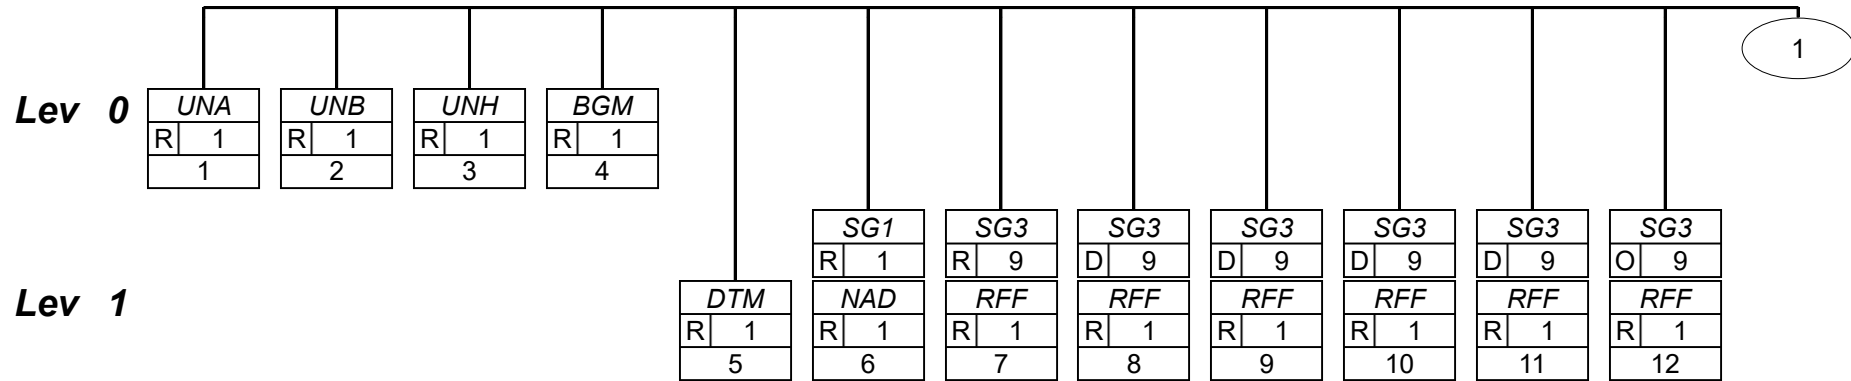 1
Lev 0
UNA UNB UNH BGM
R 1 R 1 R 1 R 1
1 2 3 4
SG1 SG3 SG3 SG3 SG3 SG3 SG3
R 1 R 9 D 9 D 9 D 9 D 9 O 9
Lev 1
DTM NAD RFF RFF RFF RFF RFF RFF
R 1 R 1 R 1 R 1 R 1 R 1 R 1 R 1
5 6 7 8 9 10 11 12